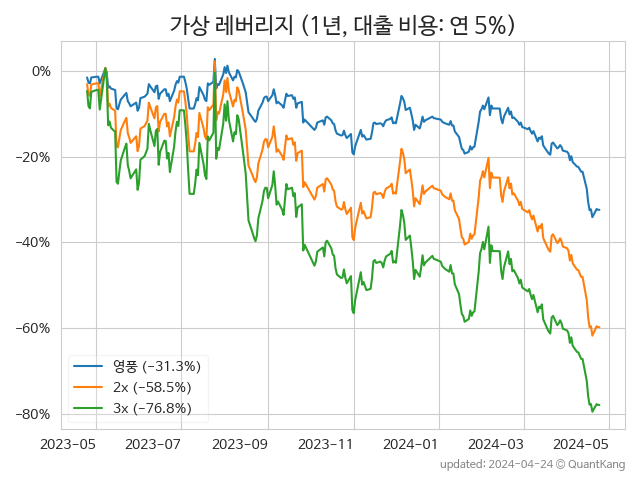 가상 레버리지 (1년, 대출 비용: 연 5%)
0%
−20%
−40%
−60%
−80%
영풍 (−31.3%)
2x (−58.5%)
3x (−76.8%)
2023−05 2023−07 2023−09 2023−11 2024−01 2024−03 2024−05
updated: 2024−04−24 © QuantKang